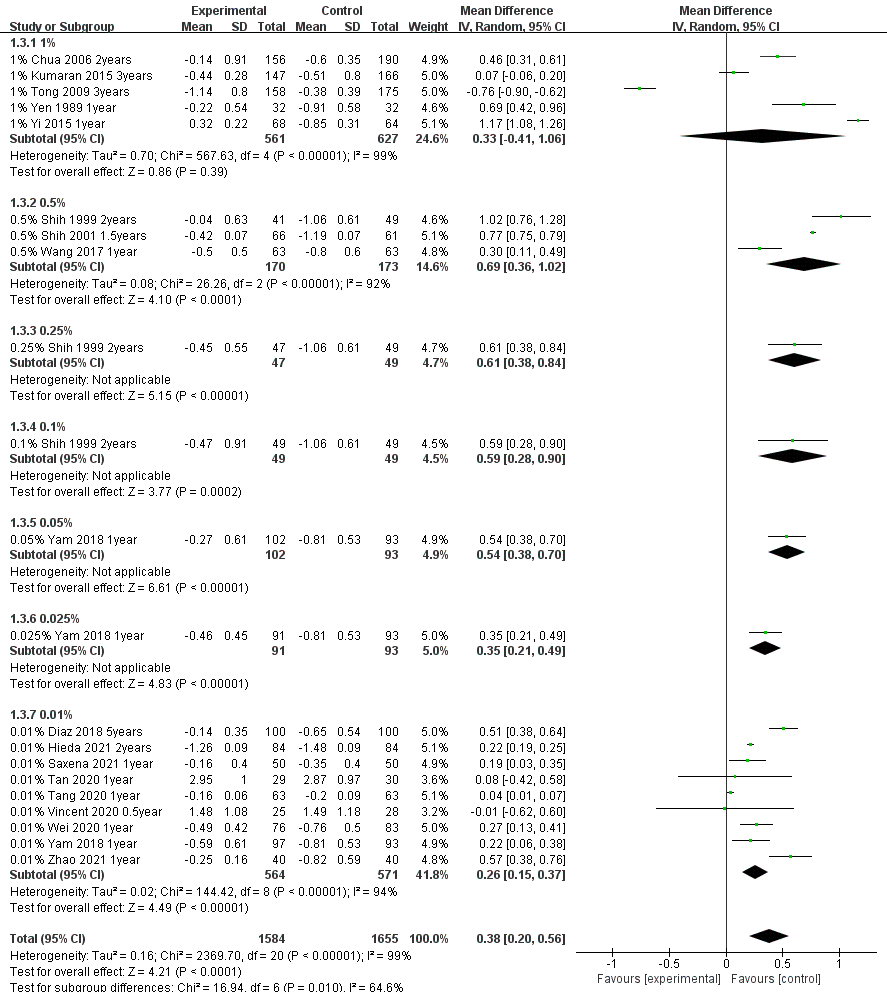 Experimental Control Mean Difference Mean Difference
Study or Subgroup Mean SD Total Mean SD Total Weight IV, Random, 95% CI IV, Random, 95% CI
1.3.1 1%
1% Chua 2006 2years -0.14 0.91 156 -0.6 0.35 190 4.9% 0.46 [0.31, 0.61]
1% Kumaran 2015 3years -0.44 0.28 147 -0.51 0.8 166 5.0% 0.07 [-0.06, 0.20]
1% Tong 2009 3years -1.14 0.8 158 -0.38 0.39 175 5.0% -0.76 [-0.90, -0.62]
1% Yen 1989 1year -0.22 0.54 32 -0.91 0.58 32 4.6% 0.69 [0.42, 0.96]
1% Yi 2015 1year 0.32 0.22 68 -0.85 0.31 64 5.1% 1.17 [1.08, 1.26]
Subtotal (95% CI) 561 627 24.6% 0.33 [-0.41, 1.06]
Heterogeneity: Tau² = 0.70; Chi² = 567.63, df = 4 (P < 0.00001); I² = 99%
Test for overall effect: Z = 0.86 (P = 0.39)
1.3.2 0.5%
0.5% Shih 1999 2years -0.04 0.63 41 -1.06 0.61 49 4.6% 1.02 [0.76, 1.28]
0.5% Shih 2001 1.5years -0.42 0.07 66 -1.19 0.07 61 5.1% 0.77 [0.75, 0.79]
0.5% Wang 2017 1year -0.5 0.5 63 -0.8 0.6 63 4.9% 0.30 [0.11, 0.49]
Subtotal (95% CI) 170 173 14.6% 0.69 [0.36, 1.02]
Heterogeneity: Tau² = 0.08; Chi² = 26.26, df = 2 (P < 0.00001); I² = 92%
Test for overall effect: Z = 4.10 (P < 0.0001)
1.3.3 0.25%
0.25% Shih 1999 2years -0.45 0.55 47 -1.06 0.61 49 4.7% 0.61 [0.38, 0.84]
Subtotal (95% CI) 47 49 4.7% 0.61 [0.38, 0.84]
Heterogeneity: Not applicable
Test for overall effect: Z = 5.15 (P < 0.00001)
1.3.4 0.1%
0.1% Shih 1999 2years -0.47 0.91 49 -1.06 0.61 49 4.5% 0.59 [0.28, 0.90]
Subtotal (95% CI) 49 49 4.5% 0.59 [0.28, 0.90]
Heterogeneity: Not applicable
Test for overall effect: Z = 3.77 (P = 0.0002)
1.3.5 0.05%
0.05% Yam 2018 1year -0.27 0.61 102 -0.81 0.53 93 4.9% 0.54 [0.38, 0.70]
Subtotal (95% CI) 102 93 4.9% 0.54 [0.38, 0.70]
Heterogeneity: Not applicable
Test for overall effect: Z = 6.61 (P < 0.00001)
1.3.6 0.025%
0.025% Yam 2018 1year -0.46 0.45 91 -0.81 0.53 93 5.0% 0.35 [0.21, 0.49]
Subtotal (95% CI) 91 93 5.0% 0.35 [0.21, 0.49]
Heterogeneity: Not applicable
Test for overall effect: Z = 4.83 (P < 0.00001)
1.3.7 0.01%
0.01% Diaz 2018 5years -0.14 0.35 100 -0.65 0.54 100 5.0% 0.51 [0.38, 0.64]
0.01% Hieda 2021 2years -1.26 0.09 84 -1.48 0.09 84 5.1% 0.22 [0.19, 0.25]
0.01% Saxena 2021 1year -0.16 0.4 50 -0.35 0.4 50 5.0% 0.19 [0.03, 0.35]
0.01% Tan 2020 1year 2.95 1 29 2.87 0.97 30 3.6% 0.08 [-0.42, 0.58]
0.01% Tang 2020 1year -0.16 0.06 63 -0.2 0.09 63 5.1% 0.04 [0.01, 0.07]
0.01% Vincent 2020 0.5year 1.48 1.08 25 1.49 1.18 28 3.2% -0.01 [-0.62, 0.60]
0.01% Wei 2020 1year -0.49 0.42 76 -0.76 0.5 83 5.0% 0.27 [0.13, 0.41]
0.01% Yam 2018 1year -0.59 0.61 97 -0.81 0.53 93 4.9% 0.22 [0.06, 0.38]
0.01% Zhao 2021 1year -0.25 0.16 40 -0.82 0.59 40 4.8% 0.57 [0.38, 0.76]
Subtotal (95% CI) 564 571 41.8% 0.26 [0.15, 0.37]
Heterogeneity: Tau² = 0.02; Chi² = 144.42, df = 8 (P < 0.00001); I² = 94%
Test for overall effect: Z = 4.49 (P < 0.00001)
Total (95% CI) 1584 1655 100.0% 0.38 [0.20, 0.56]
Heterogeneity: Tau² = 0.16; Chi² = 2369.70, df = 20 (P < 0.00001); I² = 99%
Test for overall effect: Z = 4.21 (P < 0.0001)
Test for subgroup differences: Chi² = 16.94, df = 6 (P = 0.010), I² = 64.6%
-1 -0.5 0 0.5 1
Favours [experimental] Favours [control]